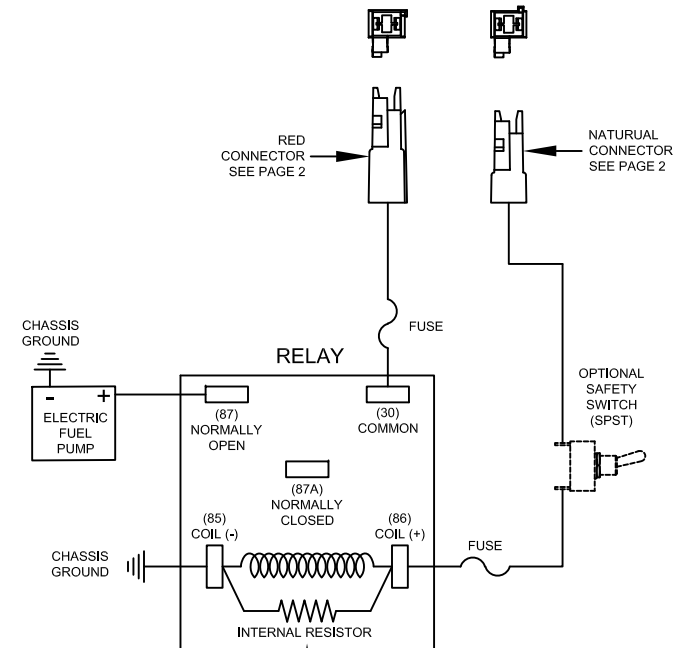 RED
CONNECTOR
SEE PAGE 2
NATURUAL
CONNECTOR
SEE PAGE 2
CHASSIS
GROUND
FUSE
RELAY
OPTIONAL
SAFETY
SWITCH
(SPST)
- +
ELECTRIC
FUEL
PUMP
(87)
NORMALLY
OPEN
(30)
COMMON
(87A)
NORMALLY
CLOSED
(85)
COIL (-)
(86)
COIL (+)
FUSE
CHASSIS
GROUND
INTERNAL RESISTOR